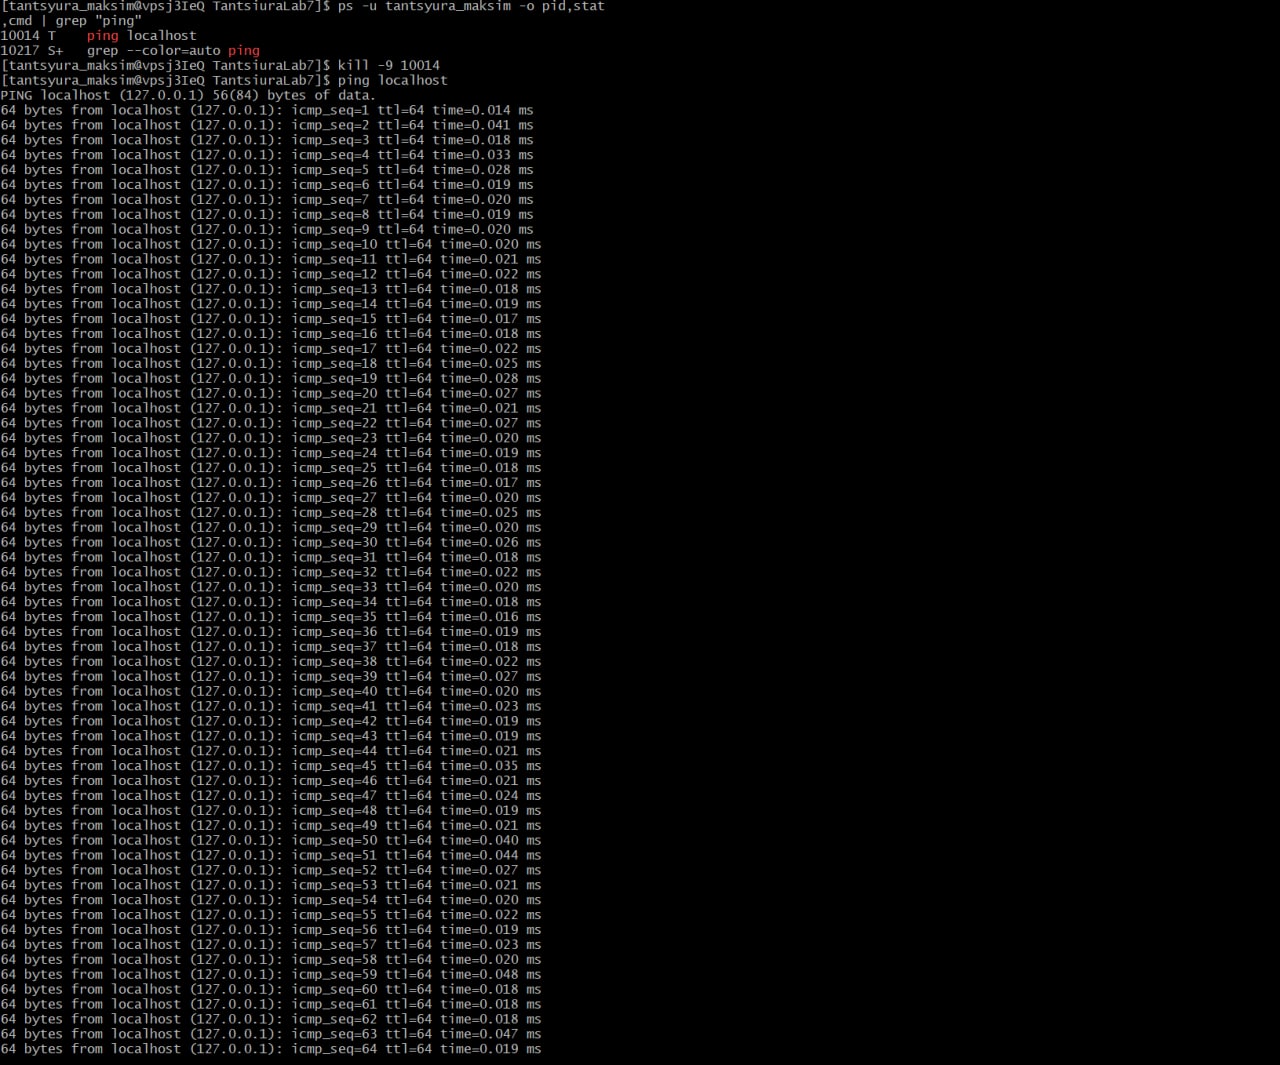 [tantsyura_maksim@vpsj3IeQ TantsiuraLab7]$ ps -u tantsyura_maksim -o pid,stat
,cmd | grep "ping"
10014 T    ping localhost
10217 S+   grep --color=auto ping
[tantsyura_maksim@vpsj3IeQ TantsiuraLab7]$ kill -9 10014
[tantsyura_maksim@vpsj3IeQ TantsiuraLab7]$ ping localhost
PING localhost (127.0.0.1) 56(84) bytes of data.
64 bytes from localhost (127.0.0.1): icmp_seq=1 ttl=64 time=0.014 ms
64 bytes from localhost (127.0.0.1): icmp_seq=2 ttl=64 time=0.041 ms
64 bytes from localhost (127.0.0.1): icmp_seq=3 ttl=64 time=0.018 ms
64 bytes from localhost (127.0.0.1): icmp_seq=4 ttl=64 time=0.033 ms
64 bytes from localhost (127.0.0.1): icmp_seq=5 ttl=64 time=0.028 ms
64 bytes from localhost (127.0.0.1): icmp_seq=6 ttl=64 time=0.019 ms
64 bytes from localhost (127.0.0.1): icmp_seq=7 ttl=64 time=0.020 ms
64 bytes from localhost (127.0.0.1): icmp_seq=8 ttl=64 time=0.019 ms
64 bytes from localhost (127.0.0.1): icmp_seq=9 ttl=64 time=0.020 ms
64 bytes from localhost (127.0.0.1): icmp_seq=10 ttl=64 time=0.020 ms
64 bytes from localhost (127.0.0.1): icmp_seq=11 ttl=64 time=0.021 ms
64 bytes from localhost (127.0.0.1): icmp_seq=12 ttl=64 time=0.022 ms
64 bytes from localhost (127.0.0.1): icmp_seq=13 ttl=64 time=0.018 ms
64 bytes from localhost (127.0.0.1): icmp_seq=14 ttl=64 time=0.019 ms
64 bytes from localhost (127.0.0.1): icmp_seq=15 ttl=64 time=0.017 ms
64 bytes from localhost (127.0.0.1): icmp_seq=16 ttl=64 time=0.018 ms
64 bytes from localhost (127.0.0.1): icmp_seq=17 ttl=64 time=0.022 ms
64 bytes from localhost (127.0.0.1): icmp_seq=18 ttl=64 time=0.025 ms
64 bytes from localhost (127.0.0.1): icmp_seq=19 ttl=64 time=0.028 ms
64 bytes from localhost (127.0.0.1): icmp_seq=20 ttl=64 time=0.027 ms
64 bytes from localhost (127.0.0.1): icmp_seq=21 ttl=64 time=0.021 ms
64 bytes from localhost (127.0.0.1): icmp_seq=22 ttl=64 time=0.027 ms
64 bytes from localhost (127.0.0.1): icmp_seq=23 ttl=64 time=0.020 ms
64 bytes from localhost (127.0.0.1): icmp_seq=24 ttl=64 time=0.019 ms
64 bytes from localhost (127.0.0.1): icmp_seq=25 ttl=64 time=0.018 ms
64 bytes from localhost (127.0.0.1): icmp_seq=26 ttl=64 time=0.017 ms
64 bytes from localhost (127.0.0.1): icmp_seq=27 ttl=64 time=0.020 ms
64 bytes from localhost (127.0.0.1): icmp_seq=28 ttl=64 time=0.025 ms
64 bytes from localhost (127.0.0.1): icmp_seq=29 ttl=64 time=0.020 ms
64 bytes from localhost (127.0.0.1): icmp_seq=30 ttl=64 time=0.026 ms
64 bytes from localhost (127.0.0.1): icmp_seq=31 ttl=64 time=0.018 ms
64 bytes from localhost (127.0.0.1): icmp_seq=32 ttl=64 time=0.022 ms
64 bytes from localhost (127.0.0.1): icmp_seq=33 ttl=64 time=0.020 ms
64 bytes from localhost (127.0.0.1): icmp_seq=34 ttl=64 time=0.018 ms
64 bytes from localhost (127.0.0.1): icmp_seq=35 ttl=64 time=0.016 ms
64 bytes from localhost (127.0.0.1): icmp_seq=36 ttl=64 time=0.019 ms
64 bytes from localhost (127.0.0.1): icmp_seq=37 ttl=64 time=0.018 ms
64 bytes from localhost (127.0.0.1): icmp_seq=38 ttl=64 time=0.022 ms
64 bytes from localhost (127.0.0.1): icmp_seq=39 ttl=64 time=0.027 ms
64 bytes from localhost (127.0.0.1): icmp_seq=40 ttl=64 time=0.020 ms
64 bytes from localhost (127.0.0.1): icmp_seq=41 ttl=64 time=0.023 ms
64 bytes from localhost (127.0.0.1): icmp_seq=42 ttl=64 time=0.019 ms
64 bytes from localhost (127.0.0.1): icmp_seq=43 ttl=64 time=0.019 ms
64 bytes from localhost (127.0.0.1): icmp_seq=44 ttl=64 time=0.021 ms
64 bytes from localhost (127.0.0.1): icmp_seq=45 ttl=64 time=0.035 ms
64 bytes from localhost (127.0.0.1): icmp_seq=46 ttl=64 time=0.021 ms
64 bytes from localhost (127.0.0.1): icmp_seq=47 ttl=64 time=0.024 ms
64 bytes from localhost (127.0.0.1): icmp_seq=48 ttl=64 time=0.019 ms
64 bytes from localhost (127.0.0.1): icmp_seq=49 ttl=64 time=0.021 ms
64 bytes from localhost (127.0.0.1): icmp_seq=50 ttl=64 time=0.040 ms
64 bytes from localhost (127.0.0.1): icmp_seq=51 ttl=64 time=0.044 ms
64 bytes from localhost (127.0.0.1): icmp_seq=52 ttl=64 time=0.027 ms
64 bytes from localhost (127.0.0.1): icmp_seq=53 ttl=64 time=0.021 ms
64 bytes from localhost (127.0.0.1): icmp_seq=54 ttl=64 time=0.020 ms
64 bytes from localhost (127.0.0.1): icmp_seq=55 ttl=64 time=0.022 ms
64 bytes from localhost (127.0.0.1): icmp_seq=56 ttl=64 time=0.019 ms
64 bytes from localhost (127.0.0.1): icmp_seq=57 ttl=64 time=0.023 ms
64 bytes from localhost (127.0.0.1): icmp_seq=58 ttl=64 time=0.020 ms
64 bytes from localhost (127.0.0.1): icmp_seq=59 ttl=64 time=0.048 ms
64 bytes from localhost (127.0.0.1): icmp_seq=60 ttl=64 time=0.018 ms
64 bytes from localhost (127.0.0.1): icmp_seq=61 ttl=64 time=0.018 ms
64 bytes from localhost (127.0.0.1): icmp_seq=62 ttl=64 time=0.018 ms
64 bytes from localhost (127.0.0.1): icmp_seq=63 ttl=64 time=0.047 ms
64 bytes from localhost (127.0.0.1): icmp_seq=64 ttl=64 time=0.019 ms